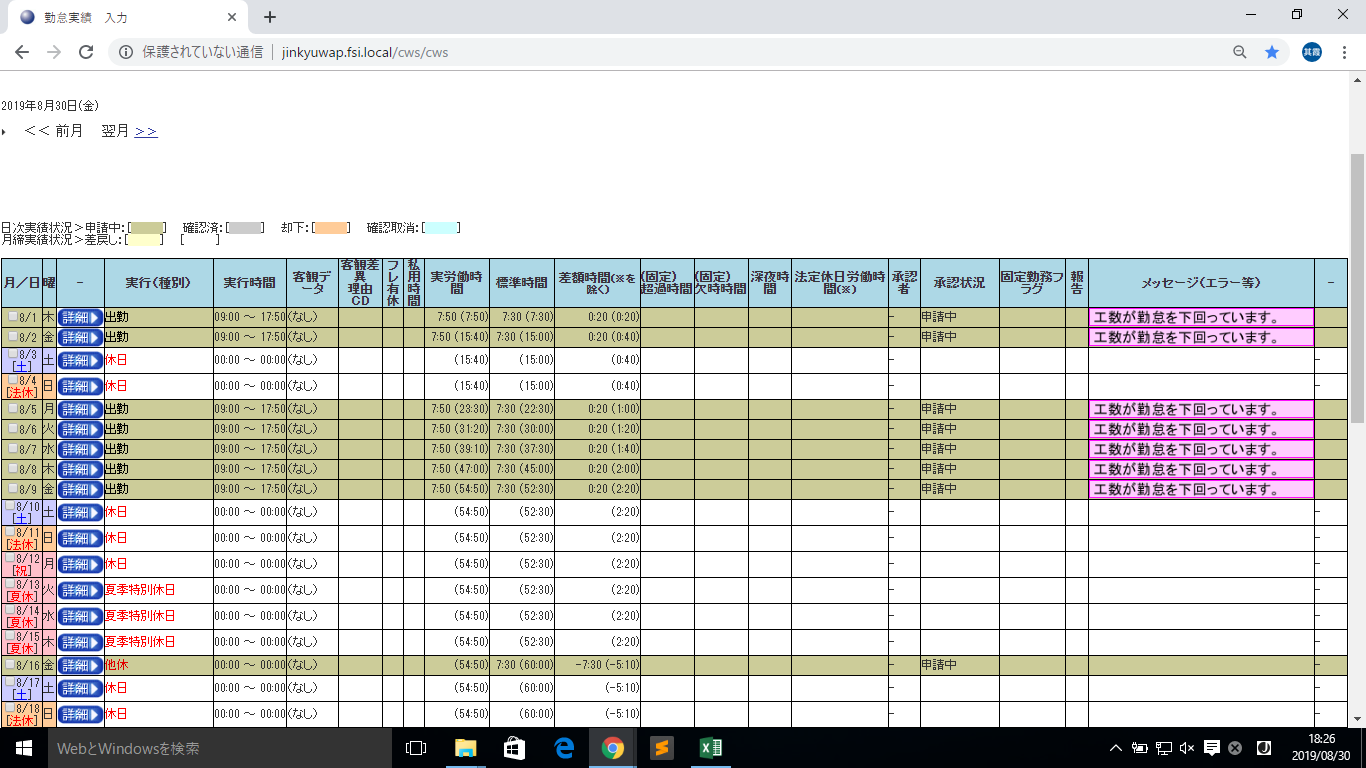 勤怠実績 入力
保護されていない通信 jinkyuwap.fsi.local/cws/cws
其霞
2019年8月30日(金)
<< 前月 翌月 >>
日次実績状況＞申請中:[ ] 確認済:[ ] 却下:[ ] 確認取消:[ ]
月締実績状況＞差戻し:[ ] [ ]
月／日 曜 - 実行(種別) 実行時間 客観データ 客観差異理由CD フレ有休 私用時間 実労働時間 標準時間 差額時間(※を除く) (固定)超過時間 (固定)欠時時間 深夜時間 法定休日労働時間(※) 承認者 承認状況 固定勤務フラグ 報告 メッセージ(エラー等) -
8/1 木 詳細 出勤 09:00 ～ 17:50 (なし) 7:50 (7:50) 7:30 (7:30) 0:20 (0:20) - 申請中 工数が勤怠を下回っています。 -
8/2 金 詳細 出勤 09:00 ～ 17:50 (なし) 7:50 (15:40) 7:30 (15:00) 0:20 (0:40) - 申請中 工数が勤怠を下回っています。 -
8/3 [土] 土 詳細 休日 00:00 ～ 00:00 (なし) (15:40) (15:00) (0:40) - -
8/4 [法休] 日 詳細 休日 00:00 ～ 00:00 (なし) (15:40) (15:00) (0:40) - -
8/5 月 詳細 出勤 09:00 ～ 17:50 (なし) 7:50 (23:30) 7:30 (22:30) 0:20 (1:00) - 申請中 工数が勤怠を下回っています。 -
8/6 火 詳細 出勤 09:00 ～ 17:50 (なし) 7:50 (31:20) 7:30 (30:00) 0:20 (1:20) - 申請中 工数が勤怠を下回っています。 -
8/7 水 詳細 出勤 09:00 ～ 17:50 (なし) 7:50 (39:10) 7:30 (37:30) 0:20 (1:40) - 申請中 工数が勤怠を下回っています。 -
8/8 木 詳細 出勤 09:00 ～ 17:50 (なし) 7:50 (47:00) 7:30 (45:00) 0:20 (2:00) - 申請中 工数が勤怠を下回っています。 -
8/9 金 詳細 出勤 09:00 ～ 17:50 (なし) 7:50 (54:50) 7:30 (52:30) 0:20 (2:20) - 申請中 工数が勤怠を下回っています。 -
8/10 [土] 土 詳細 休日 00:00 ～ 00:00 (なし) (54:50) (52:30) (2:20) - -
8/11 [法休] 日 詳細 休日 00:00 ～ 00:00 (なし) (54:50) (52:30) (2:20) - -
8/12 [祝] 月 詳細 休日 00:00 ～ 00:00 (なし) (54:50) (52:30) (2:20) - -
8/13 [夏休] 火 詳細 夏季特別休日 00:00 ～ 00:00 (なし) (54:50) (52:30) (2:20) - -
8/14 [夏休] 水 詳細 夏季特別休日 00:00 ～ 00:00 (なし) (54:50) (52:30) (2:20) - -
8/15 [夏休] 木 詳細 夏季特別休日 00:00 ～ 00:00 (なし) (54:50) (52:30) (2:20) - -
8/16 金 詳細 他休 00:00 ～ 00:00 (なし) (54:50) 7:30 (60:00) -7:30 (-5:10) - 申請中 -
8/17 [土] 土 詳細 休日 00:00 ～ 00:00 (なし) (54:50) (60:00) (-5:10) - -
8/18 [法休] 日 詳細 休日 00:00 ～ 00:00 (なし) (54:50) (60:00) (-5:10) - -
WebとWindowsを検索
18:26
2019/08/30